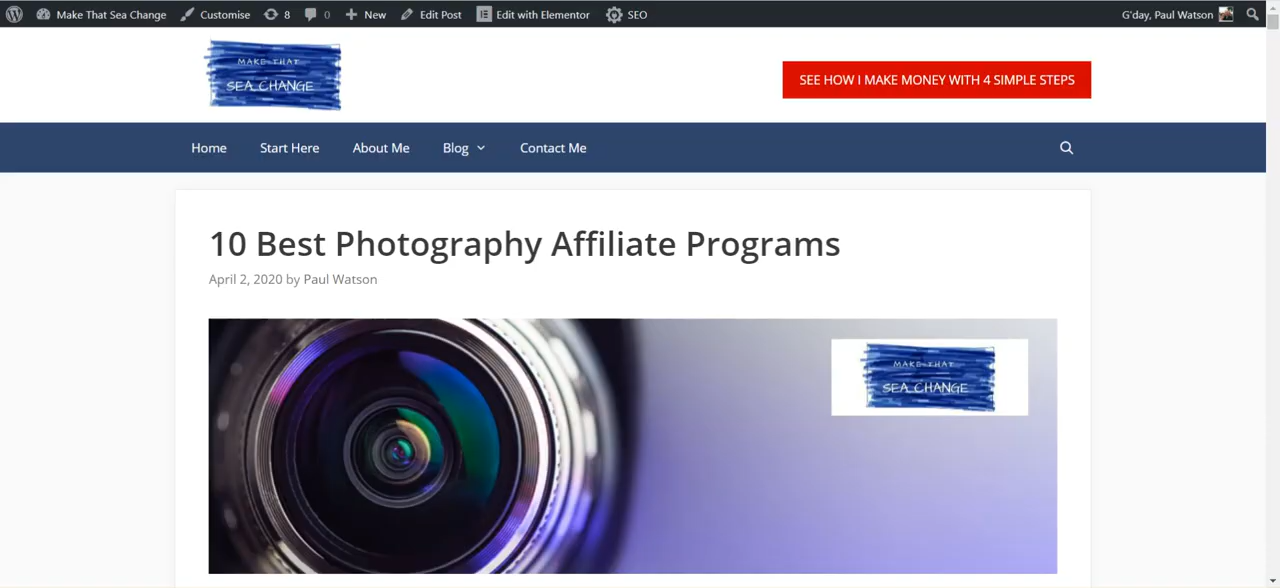 Make That Sea Change Customise 8 0 New Edit Post Edit with Elementor SEO G'day, Paul Watson
MAKE THAT
SEA CHANGE
SEE HOW I MAKE MONEY WITH 4 SIMPLE STEPS
Home Start Here About Me Blog Contact Me
10 Best Photography Affiliate Programs
April 2, 2020 by Paul Watson
MAKE THAT
SEA CHANGE